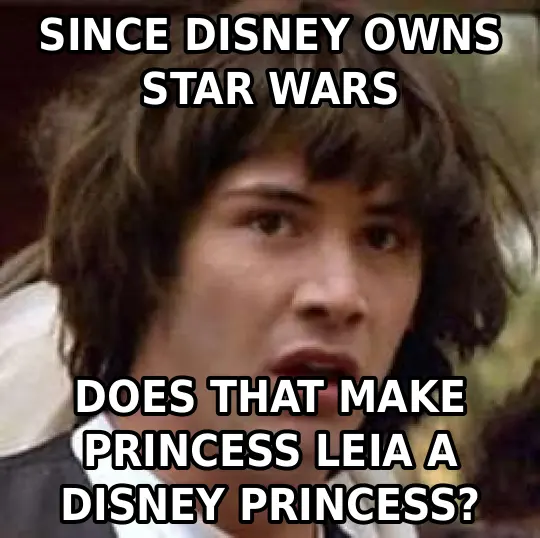 SINCE DISNEY OWNS
STAR WARS
DOES THAT MAKE
PRINCESS LEIA A
DISNEY PRINCESS?